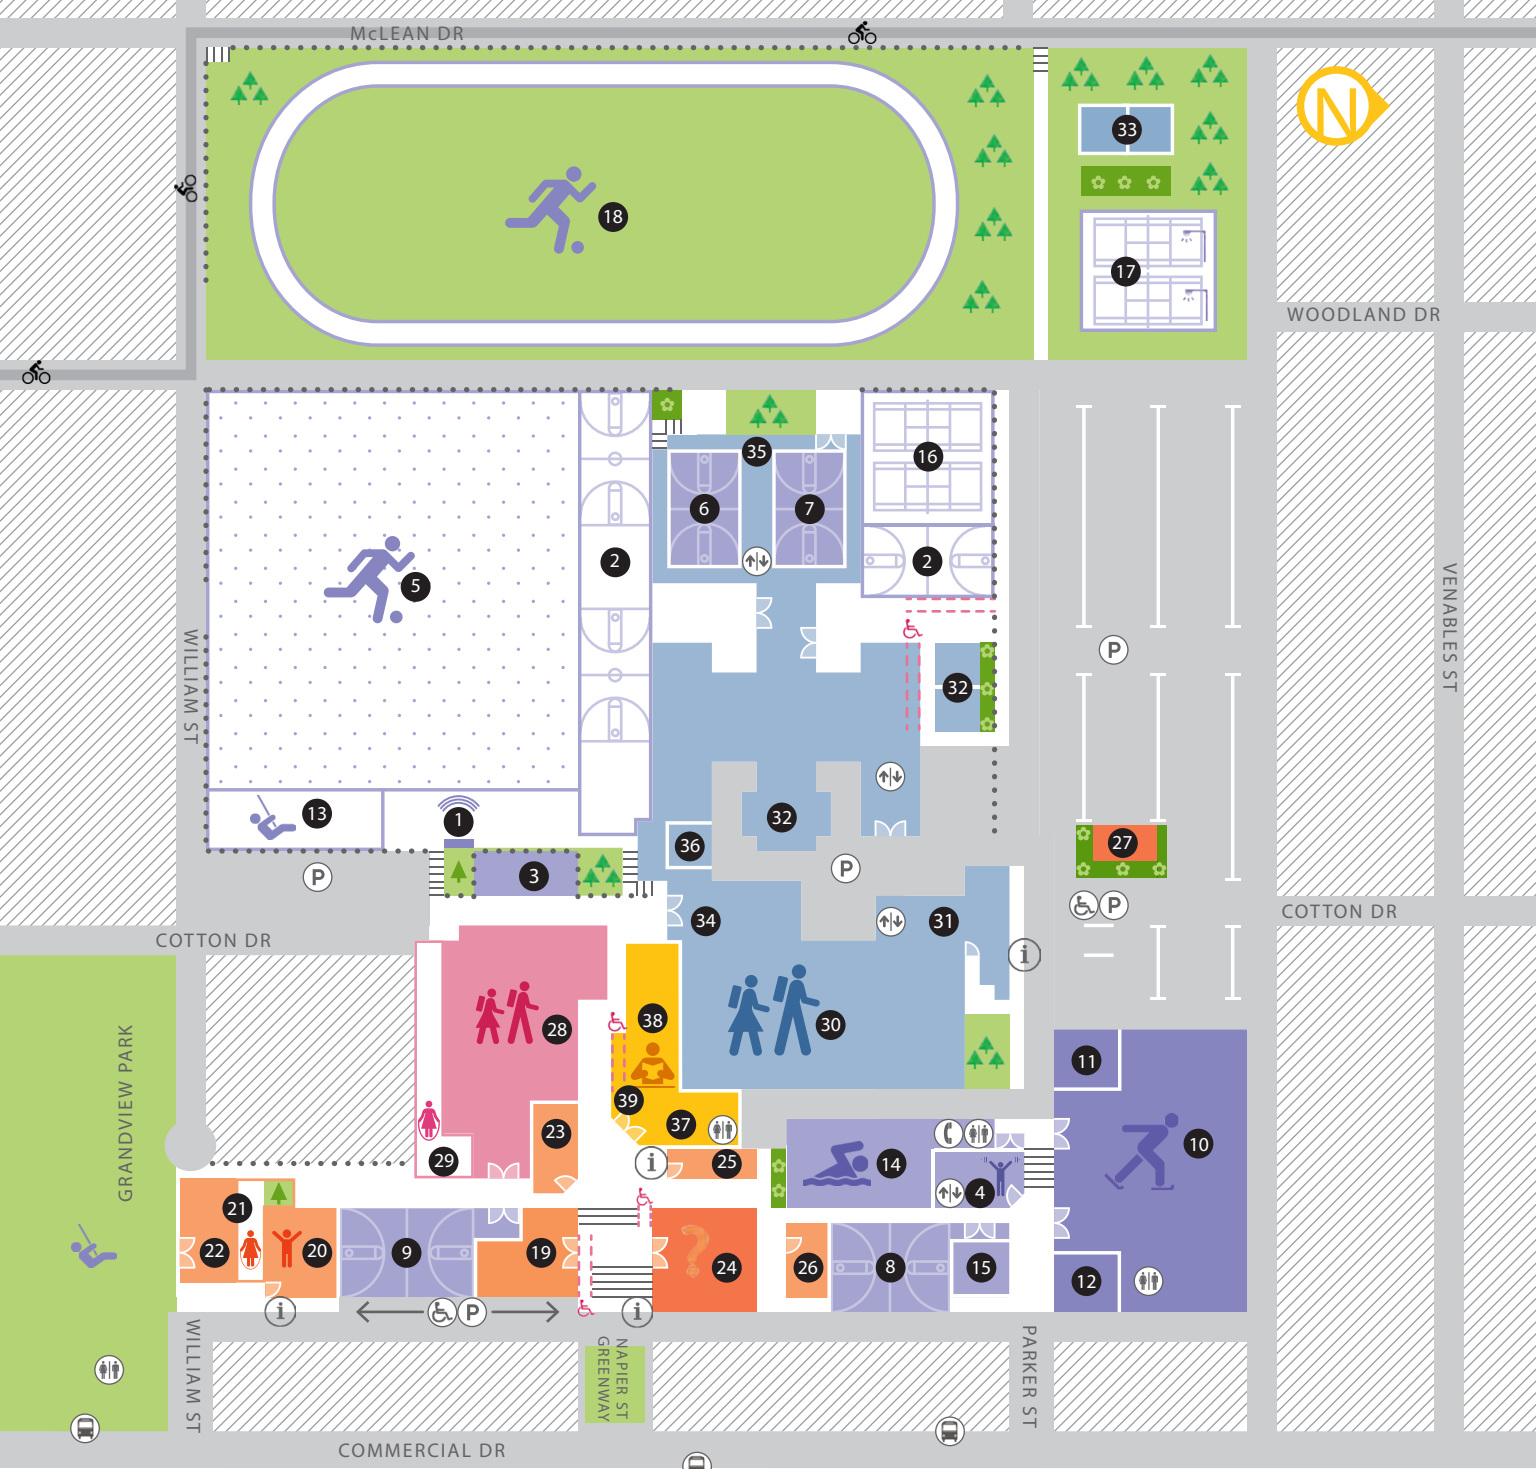 McLEAN DR
N
33
18
17
WOODLAND DR
35
16
6
7
2
2
5
VENABLES ST
WILLIAM ST
P
32
13
1
32
36
27
3
P
P
P
34
31
COTTON DR
COTTON DR
i
38
30
28
GRANDVIEW PARK
11
39
37
23
10
29
i
25
14
4
21
22
20
9
19
24
?
26
8
15
12
i
P
i
WILLIAM ST
NAPIER ST
GREENWAY
PARKER ST
COMMERCIAL DR